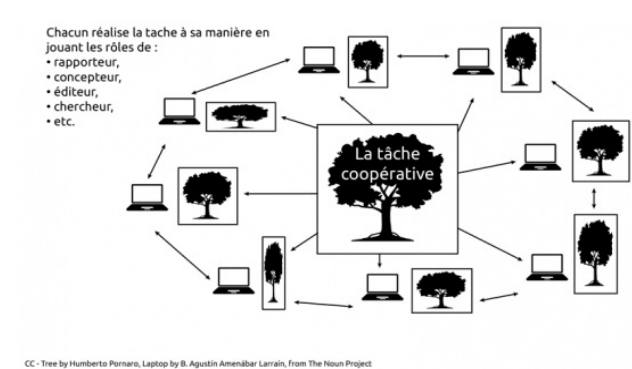 Chacun réalise la tache à sa manière en
jouant les rôles de :
• rapporteur,
• concepteur,
• éditeur,
• chercheur,
• etc.
La tâche
coopérative
CC - Tree by Humberto Pornaro, Laptop by B. Agustín Amenábar Larraín, from The Noun Project